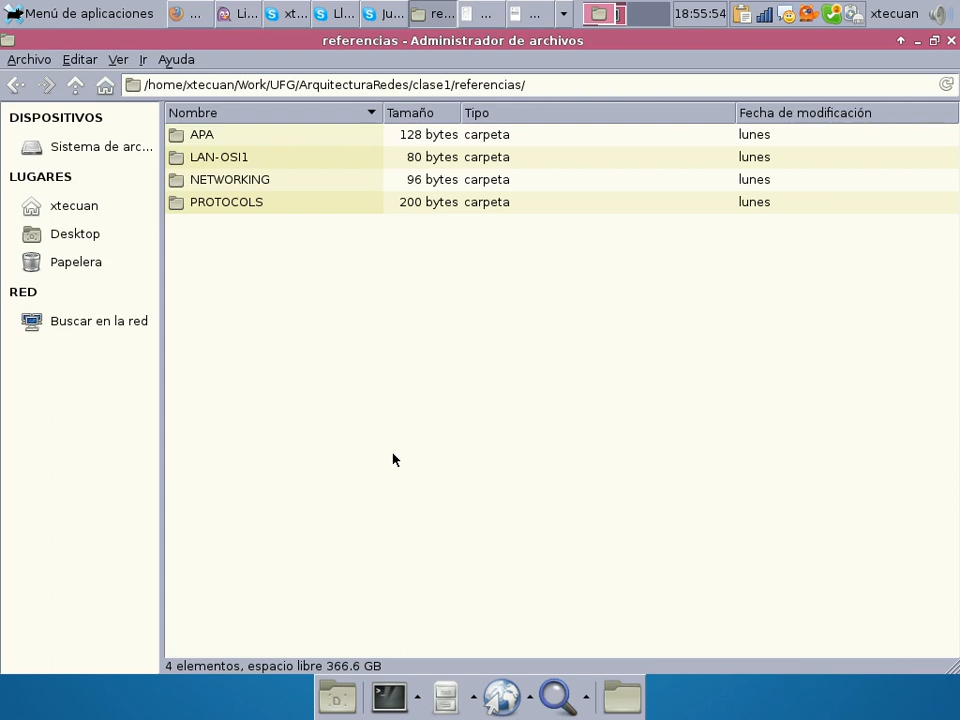 Menú de aplicaciones ... Li... xt... Ll... Ju... re... ... ... 18:55:54 xtecuan
referencias - Administrador de archivos
Archivo Editar Ver Ir Ayuda
/home/xtecuan/Work/UFG/ArquitecturaRedes/clase1/referencias/
DISPOSITIVOS
Sistema de arc...
LUGARES
xtecuan
Desktop
Papelera
RED
Buscar en la red
Nombre Tamaño Tipo Fecha de modificación
APA 128 bytes carpeta lunes
LAN-OSI1 80 bytes carpeta lunes
NETWORKING 96 bytes carpeta lunes
PROTOCOLS 200 bytes carpeta lunes
4 elementos, espacio libre 366.6 GB